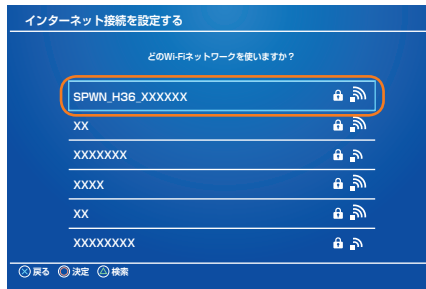 インターネット接続を設定する
どのWi-Fiネットワークを使いますか？
SPWN_H36_XXXXXX
XX
XXXXXXX
XXXX
XX
XXXXXXXX
戻る 決定 検索